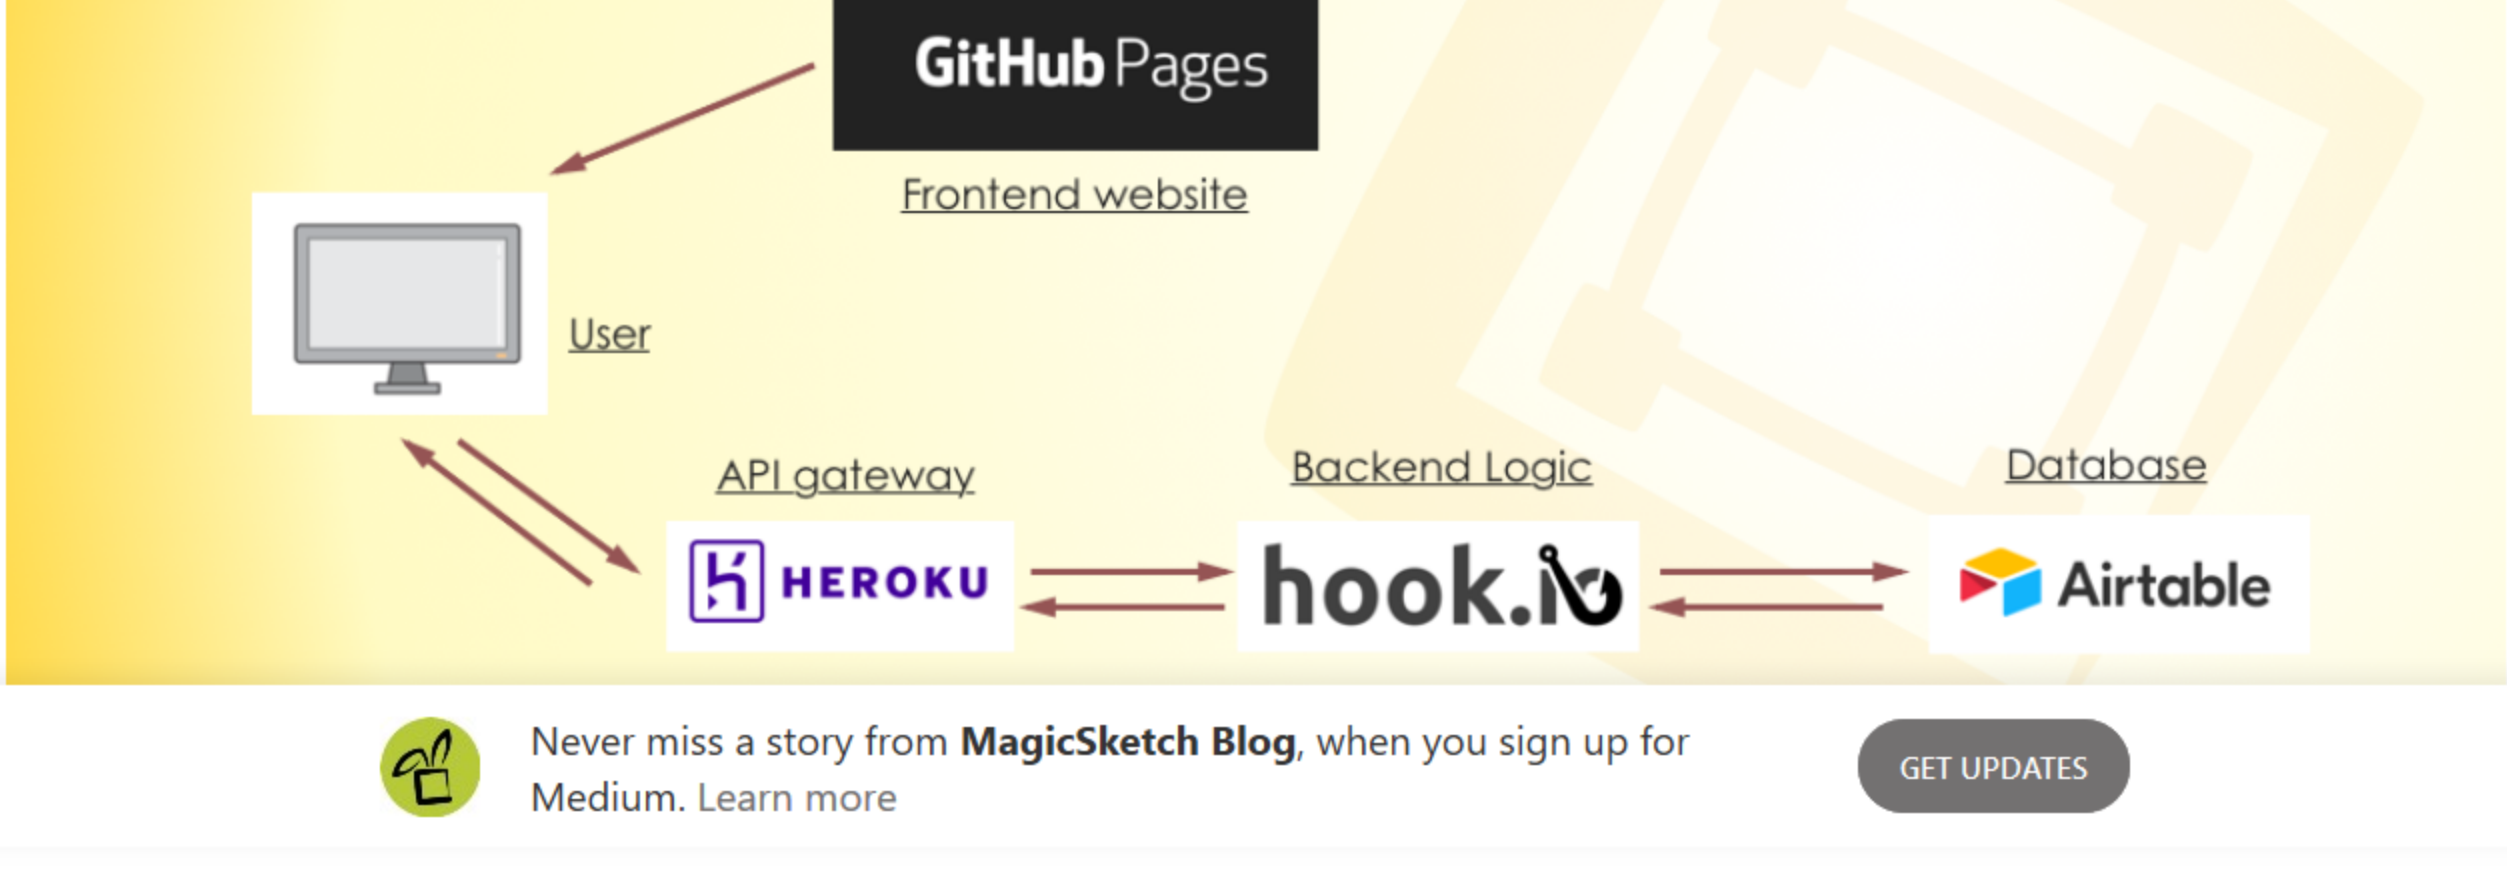 GitHub Pages
Frontend website
User
API gateway
Backend Logic
Database
HEROKU
hook.io
Airtable
Never miss a story from MagicSketch Blog, when you sign up for
Medium. Learn more
GET UPDATES